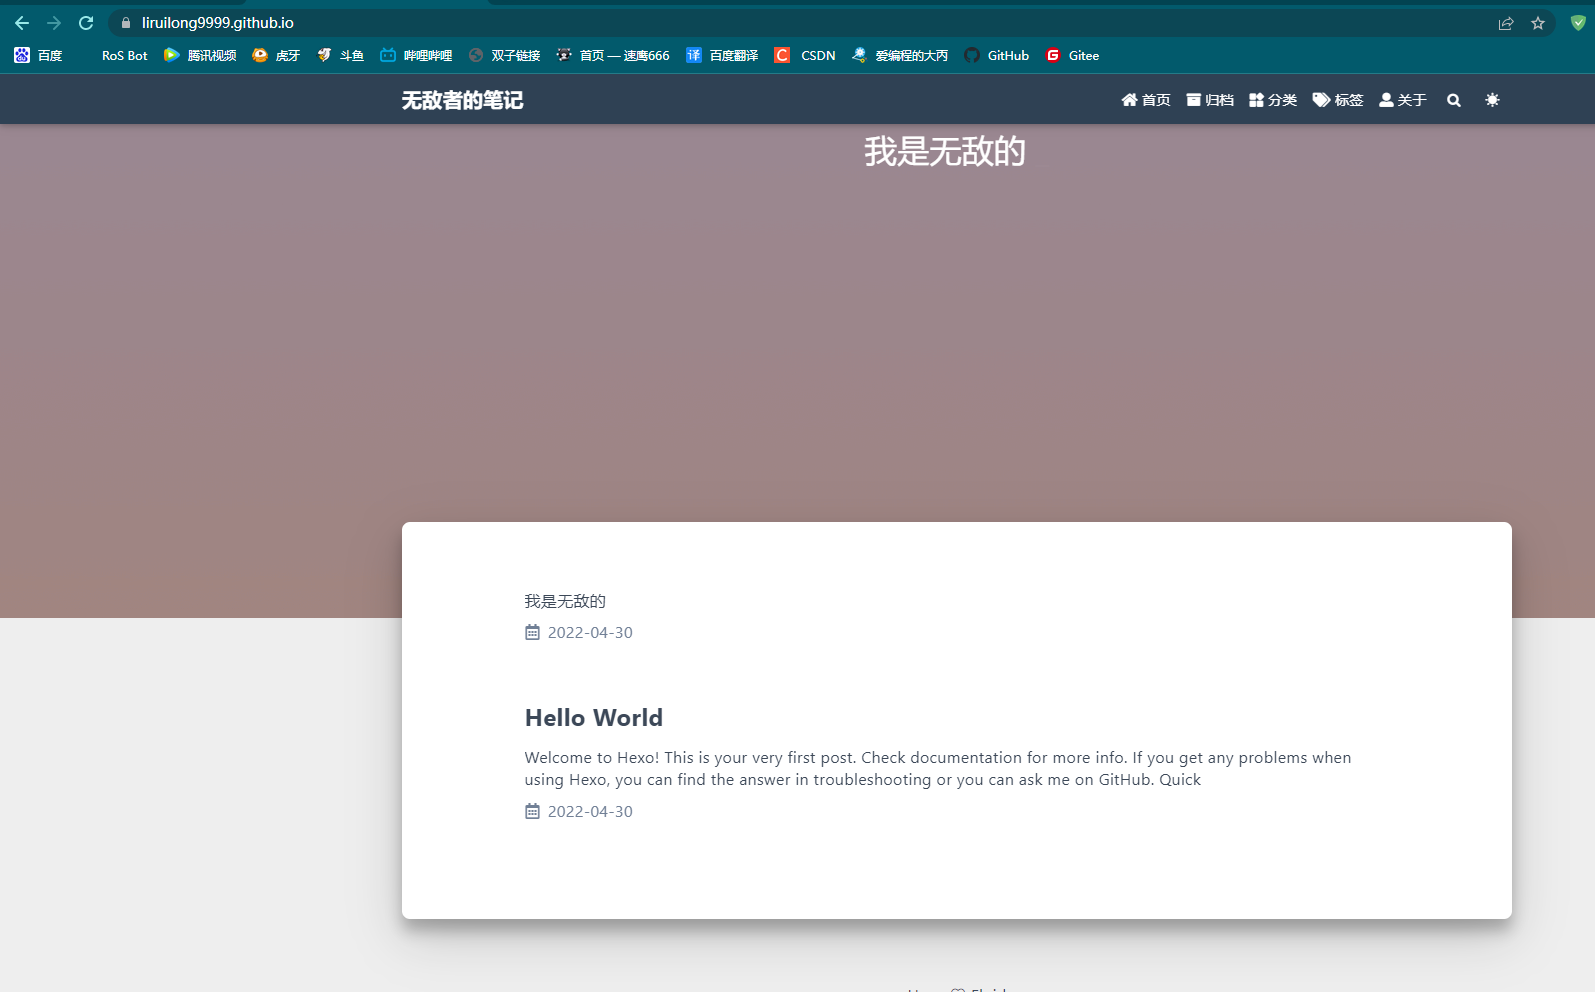 liruilong9999.github.io
百度 RoS Bot 腾讯视频 虎牙 斗鱼 哔哩哔哩 双子链接 首页 — 速鹰666 译 百度翻译 C CSDN 爱编程的大丙 GitHub G Gitee
无敌者的笔记 首页 归档 分类 标签 关于
我是无敌的
我是无敌的
2022-04-30
Hello World
Welcome to Hexo! This is your very first post. Check documentation for more info. If you get any problems when
using Hexo, you can find the answer in troubleshooting or you can ask me on GitHub. Quick
2022-04-30